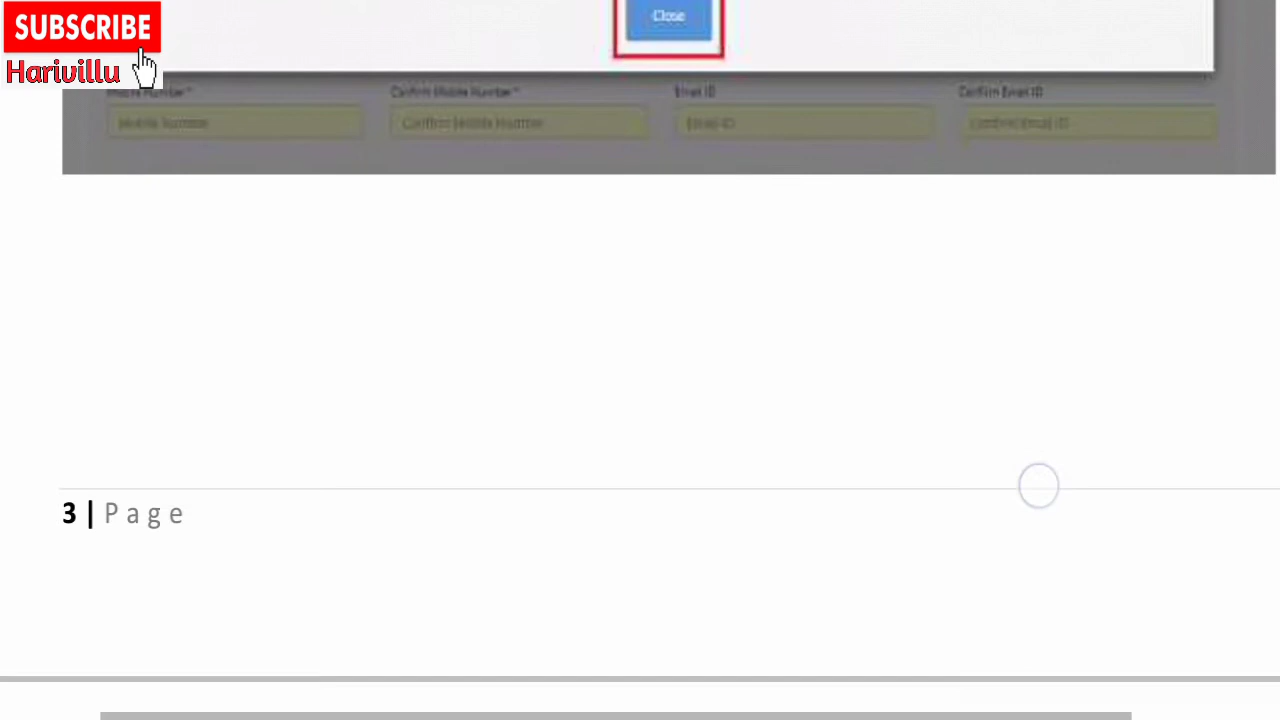 SUBSCRIBE
Harivillu
Close
Mobile Number * Confirm Mobile Number * Email ID Confirm Email ID
Mobile Number Confirm Mobile Number Email ID Confirm Email ID
3 | Page